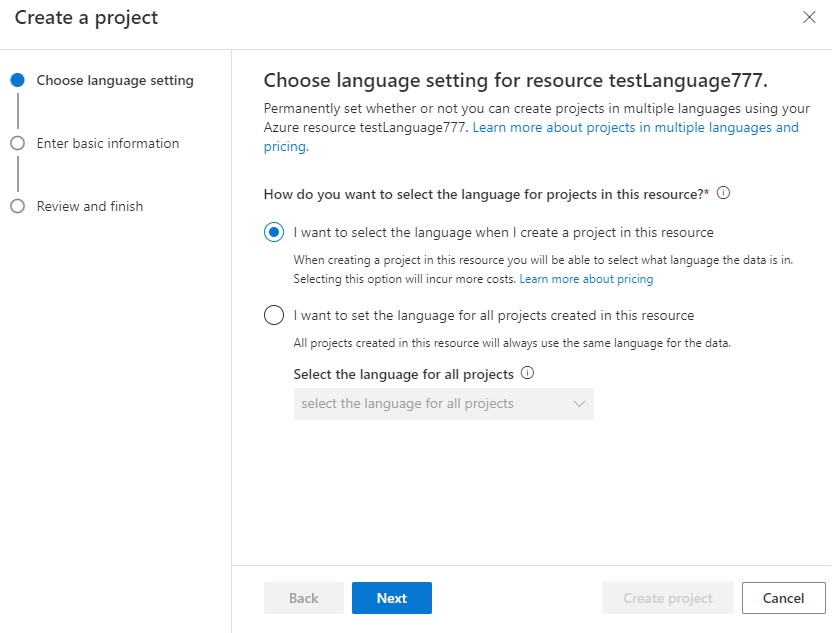 Create a project
Choose language setting
Enter basic information
Review and finish
Choose language setting for resource testLanguage777.
Permanently set whether or not you can create projects in multiple languages using your
Azure resource testLanguage777. Learn more about projects in multiple languages and
pricing.
How do you want to select the language for projects in this resource?*
I want to select the language when I create a project in this resource
When creating a project in this resource you will be able to select what language the data is in.
Selecting this option will incur more costs. Learn more about pricing
I want to set the language for all projects created in this resource
All projects created in this resource will always use the same language for the data.
Select the language for all projects
select the language for all projects
Back
Next
Create project
Cancel